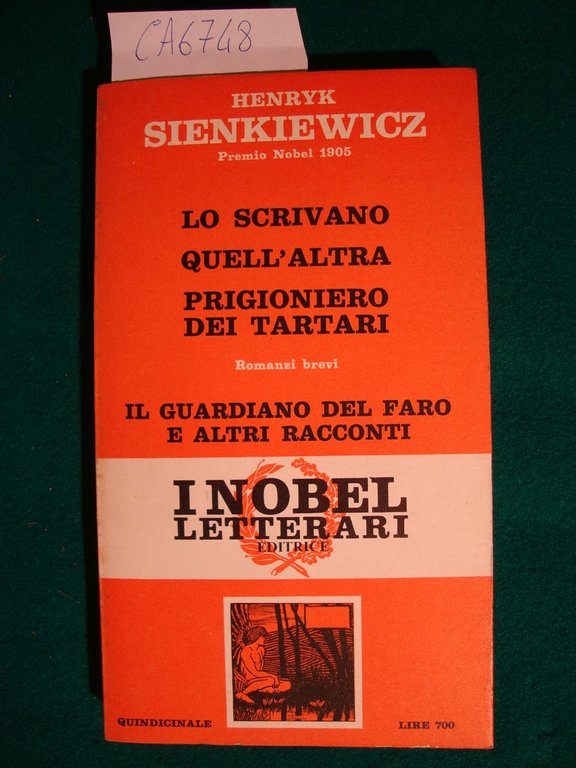 CA6748
HENRYK
SIENKIEWICZ
Premio Nobel 1905
LO SCRIVANO
QUELL'ALTRA
PRIGIONIERO
DEI TARTARI
Romanzi brevi
IL GUARDIANO DEL FARO
E ALTRI RACCONTI
I NOBEL
LETTERARI
EDITRICE
QUINDICINALE
LIRE 700